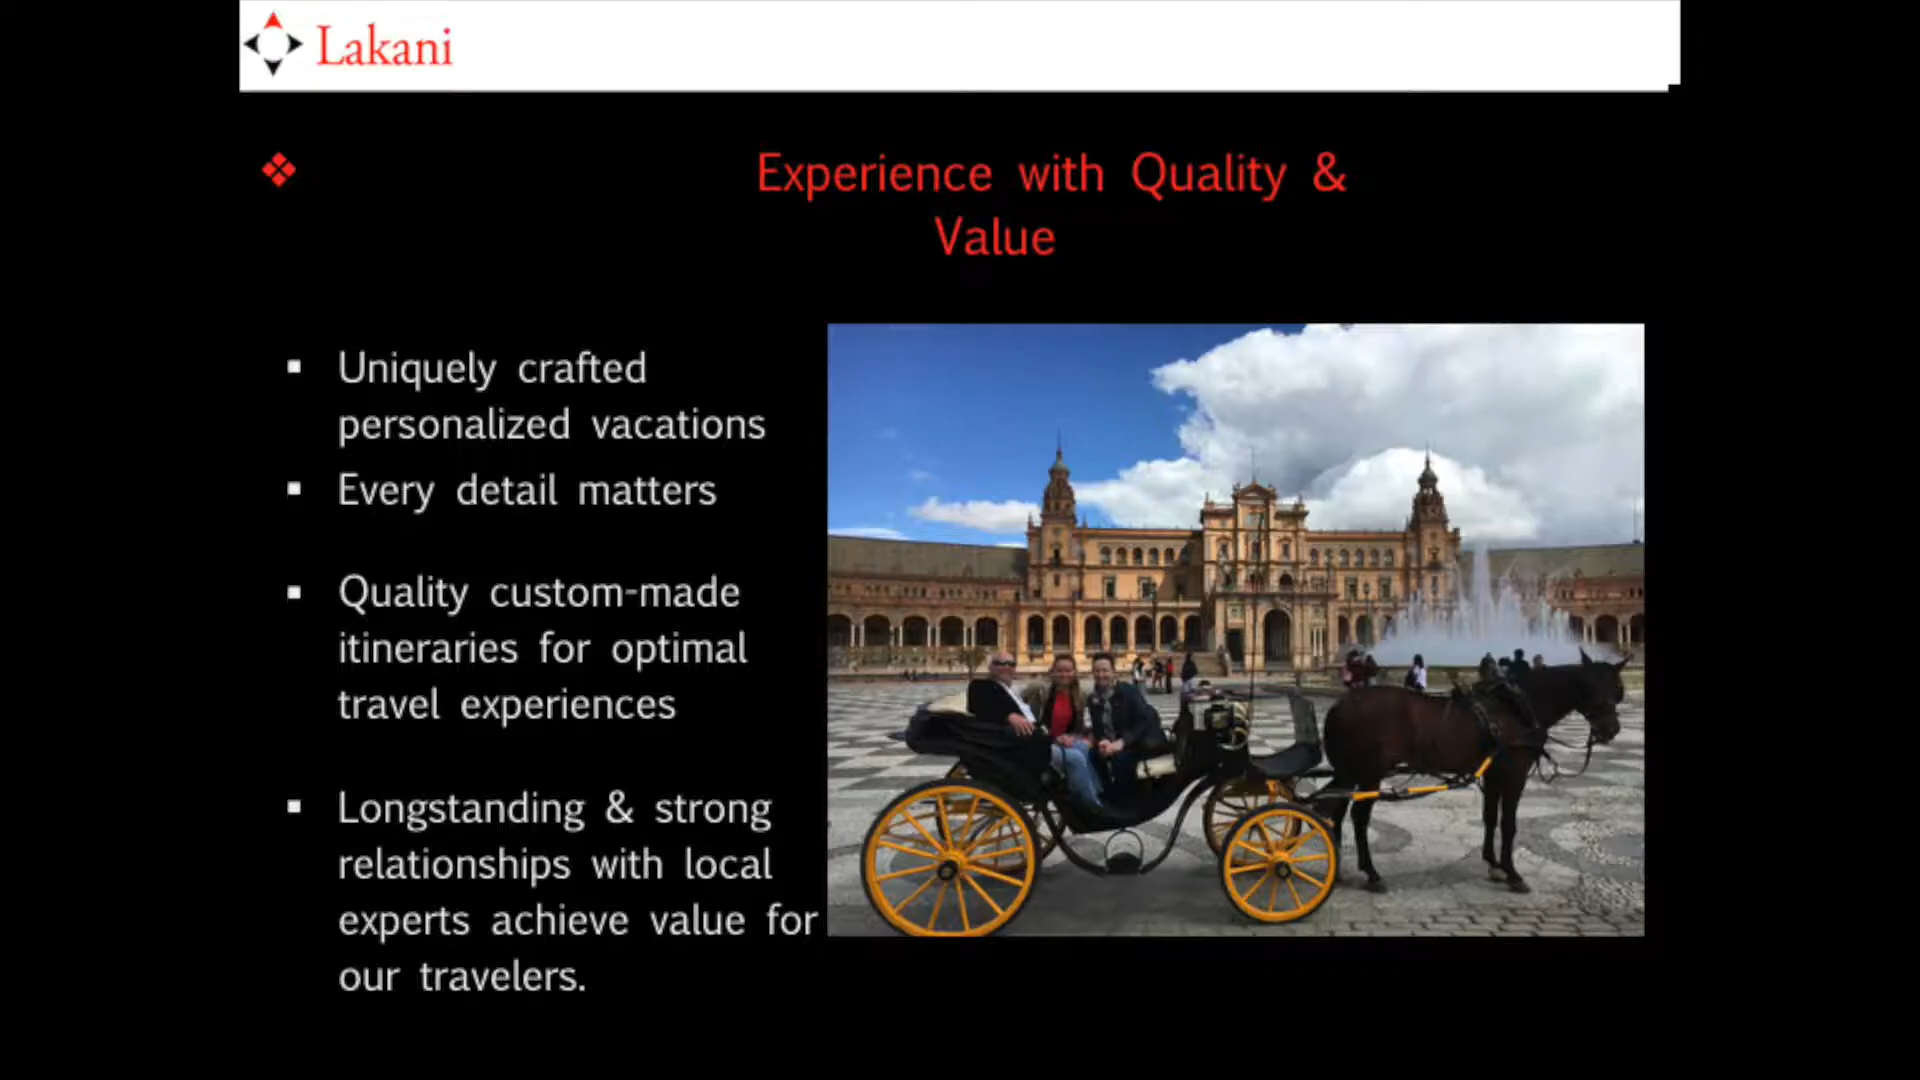 Lakani
Experience with Quality &
Value
Uniquely crafted
personalized vacations
Every detail matters
Quality custom-made
itineraries for optimal
travel experiences
Longstanding & strong
relationships with local
experts achieve value for
our travelers.